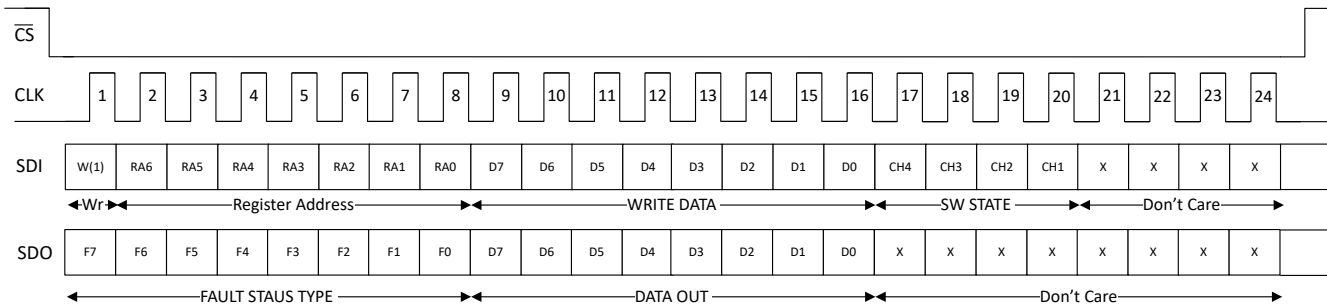 CS
CLK 1 2 3 4 5 6 7 8 9 10 11 12 13 14 15 16 17 18 19 20 21 22 23 24
SDI W(1) RA6 RA5 RA4 RA3 RA2 RA1 RA0 D7 D6 D5 D4 D3 D2 D1 D0 CH4 CH3 CH2 CH1 X X X X
Wr Register Address WRITE DATA SW STATE Don't Care
SDO F7 F6 F5 F4 F3 F2 F1 F0 D7 D6 D5 D4 D3 D2 D1 D0 X X X X X X X X
FAULT STAUS TYPE DATA OUT Don't Care